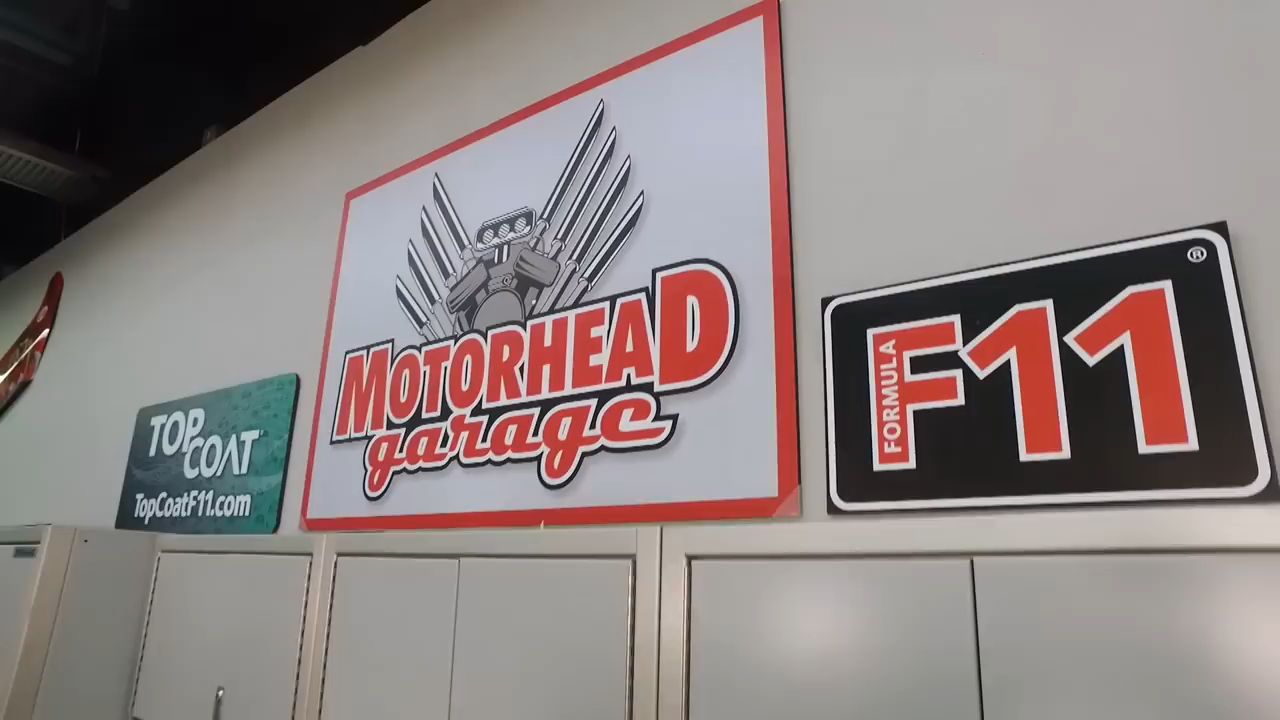 TOP
COAT
TopCoatF11.com
MOTORHEAD
garage
FORMULA
F11
®